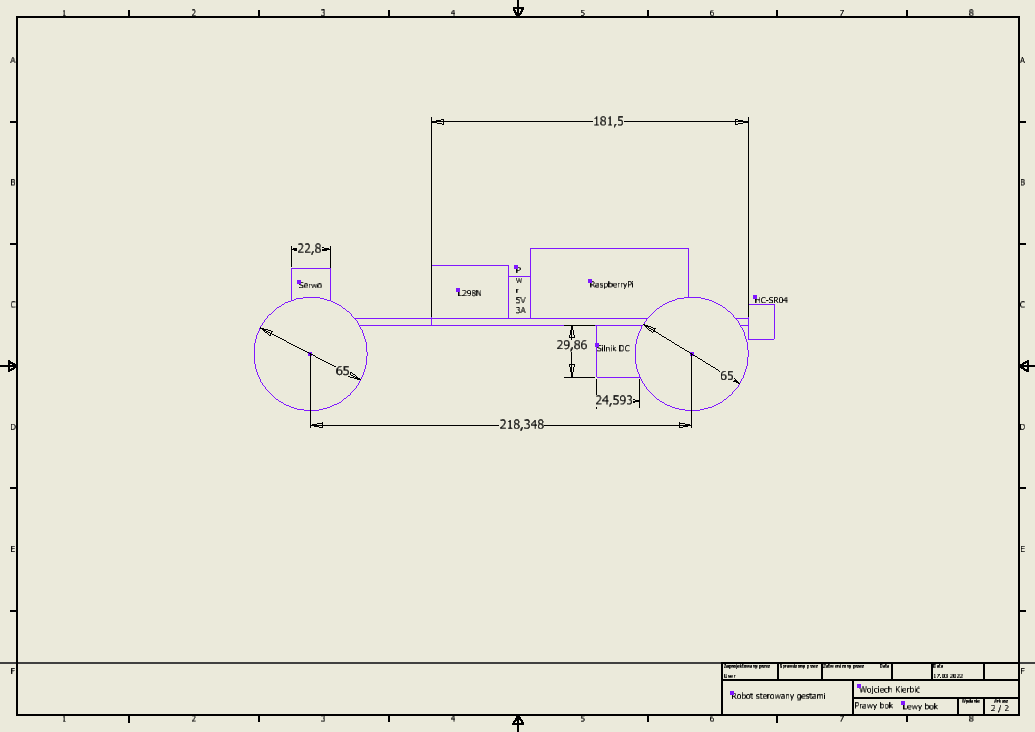 1 2 3 4 5 6 7 8
A A
181,5
B B
22,8
Serwo
L298N
P
w
r
5V
3A
RaspberryPi
HC-SR04
C C
29,86
Silnik DC
65
65
24,593
218,348
D D
E E
F F
Zaprojektowany przez
Sprawdzony przez
Zatwierdzony przez
Data
Data
User
17.03.2022
Robot sterowany gestami
Wojciech Kierbić
Prawy bok
Lewy bok
Wydanie
Arkusz
2 / 2
1 2 3 4 5 6 7 8